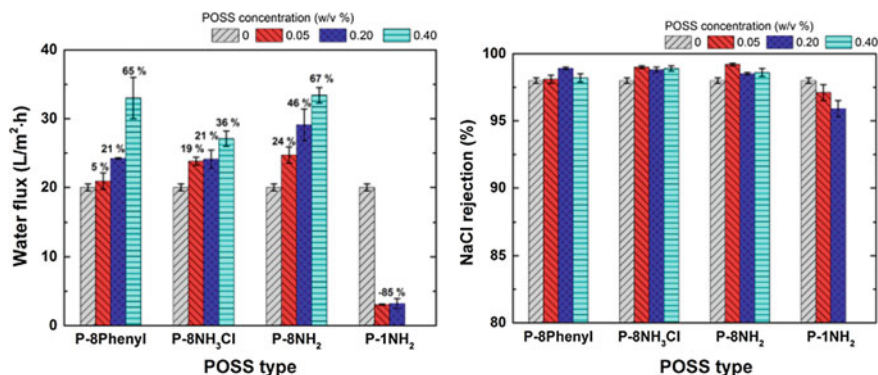 POSS concentration (w/v %)
0 0.05 0.20 0.40
40
30
20
10
0
Water flux (L/m²·h)
5 %
21 %
65 %
19 %
21 %
36 %
24 %
46 %
67 %
-85 %
P-8Phenyl P-8NH₃Cl P-8NH₂ P-1NH₂
POSS type
POSS concentration (w/v %)
0 0.05 0.20 0.40
100
95
90
85
80
NaCl rejection (%)
P-8Phenyl P-8NH₃Cl P-8NH₂ P-1NH₂
POSS type